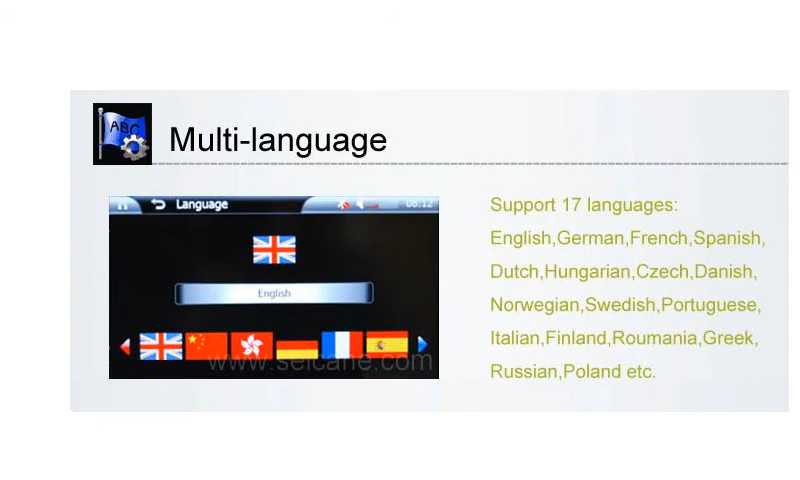 ABC
Multi-language
Language
08:12
English
www.seicane.com
Support 17 languages:
English,German,French,Spanish,
Dutch,Hungarian,Czech,Danish,
Norwegian,Swedish,Portuguese,
Italian,Finland,Roumania,Greek,
Russian,Poland etc.